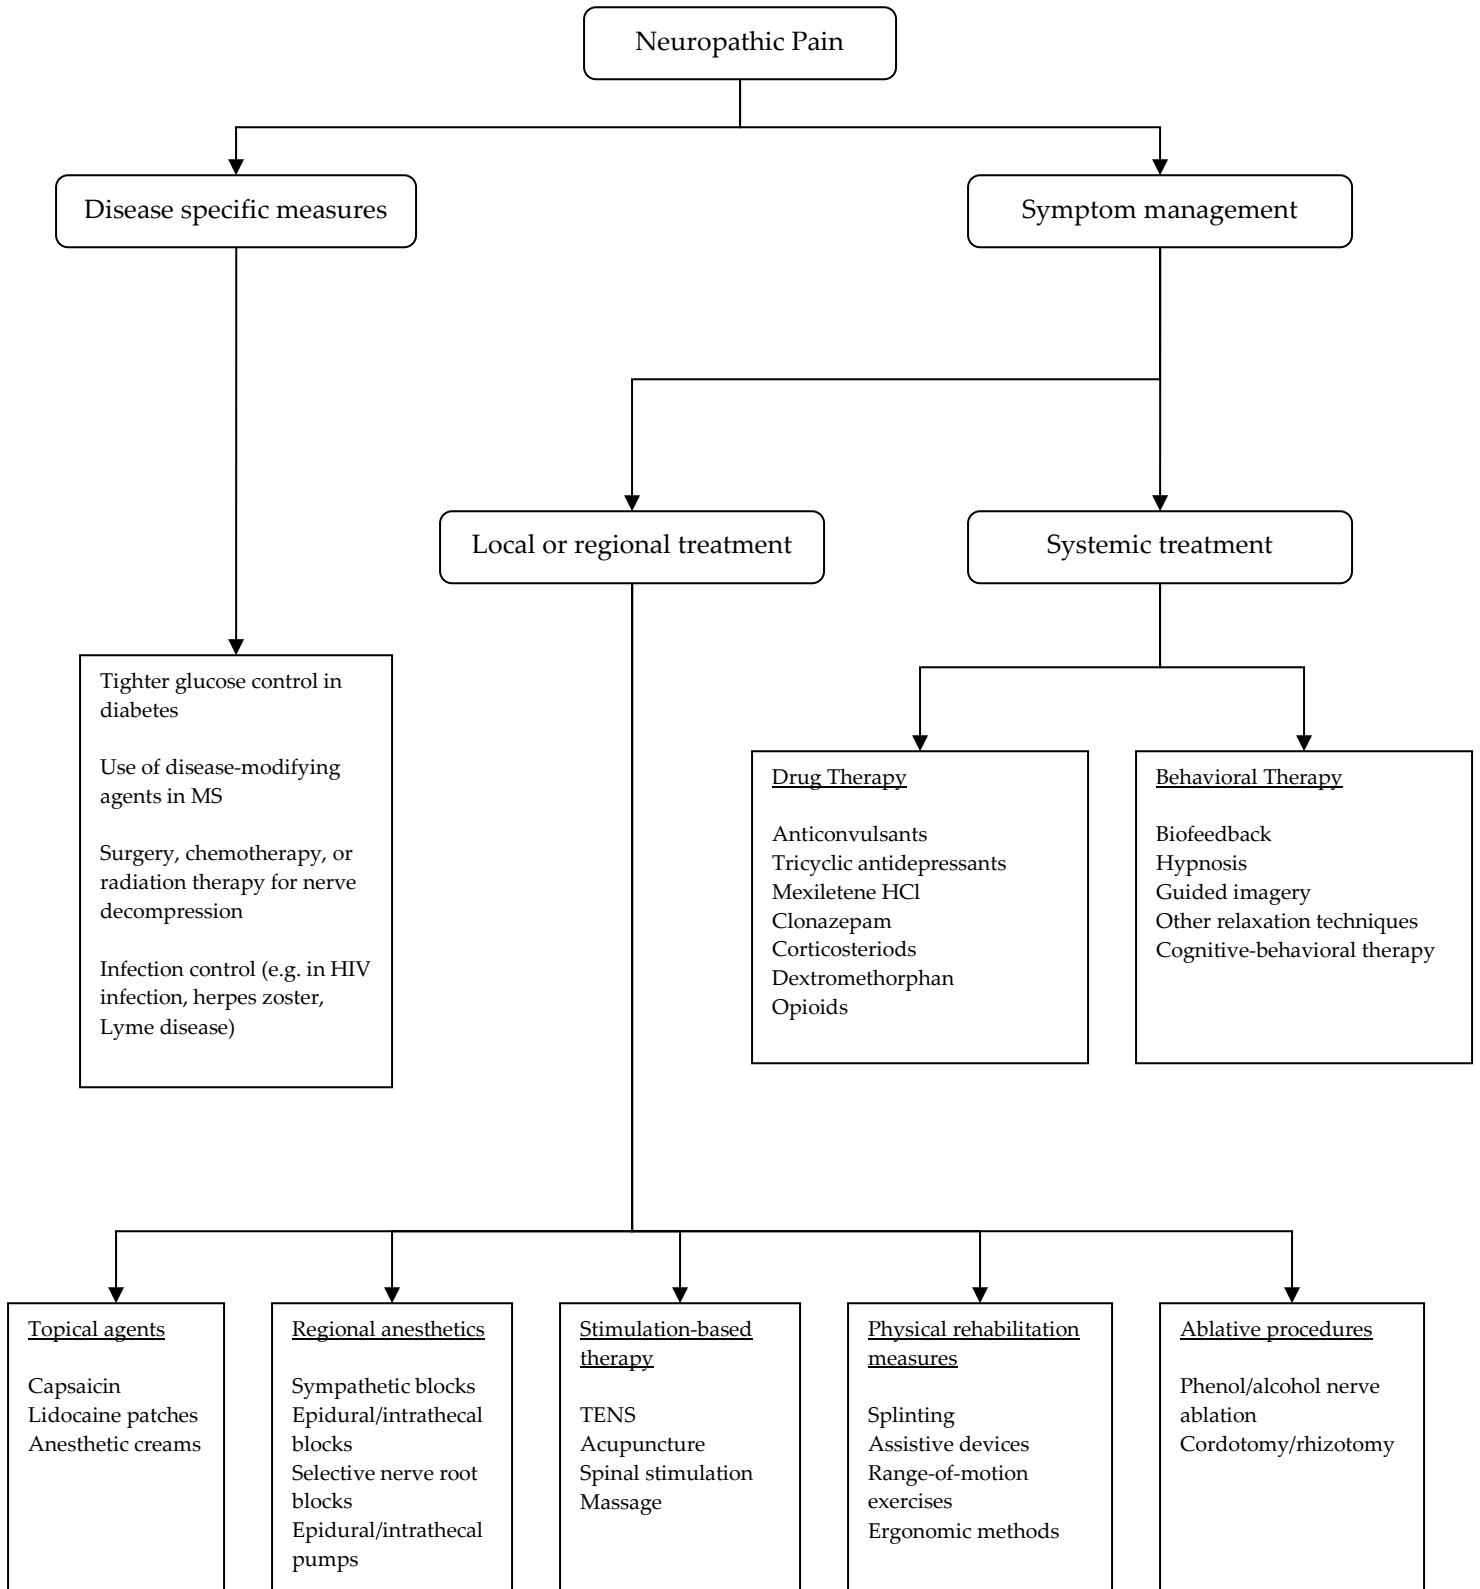 Neuropathic Pain
Disease specific measures
Symptom management
Local or regional treatment
Systemic treatment
Tighter glucose control in
diabetes
Use of disease-modifying
agents in MS
Surgery, chemotherapy, or
radiation therapy for nerve
decompression
Infection control (e.g. in HIV
infection, herpes zoster,
Lyme disease)
Drug Therapy
Anticonvulsants
Tricyclic antidepressants
Mexiletene HCl
Clonazepam
Corticosteriods
Dextromethorphan
Opioids
Behavioral Therapy
Biofeedback
Hypnosis
Guided imagery
Other relaxation techniques
Cognitive-behavioral therapy
Topical agents
Capsaicin
Lidocaine patches
Anesthetic creams
Regional anesthetics
Sympathetic blocks
Epidural/intrathecal
blocks
Selective nerve root
blocks
Epidural/intrathecal
pumps
Stimulation-based
therapy
TENS
Acupuncture
Spinal stimulation
Massage
Physical rehabilitation
measures
Splinting
Assistive devices
Range-of-motion
exercises
Ergonomic methods
Ablative procedures
Phenol/alcohol nerve
ablation
Cordotomy/rhizotomy